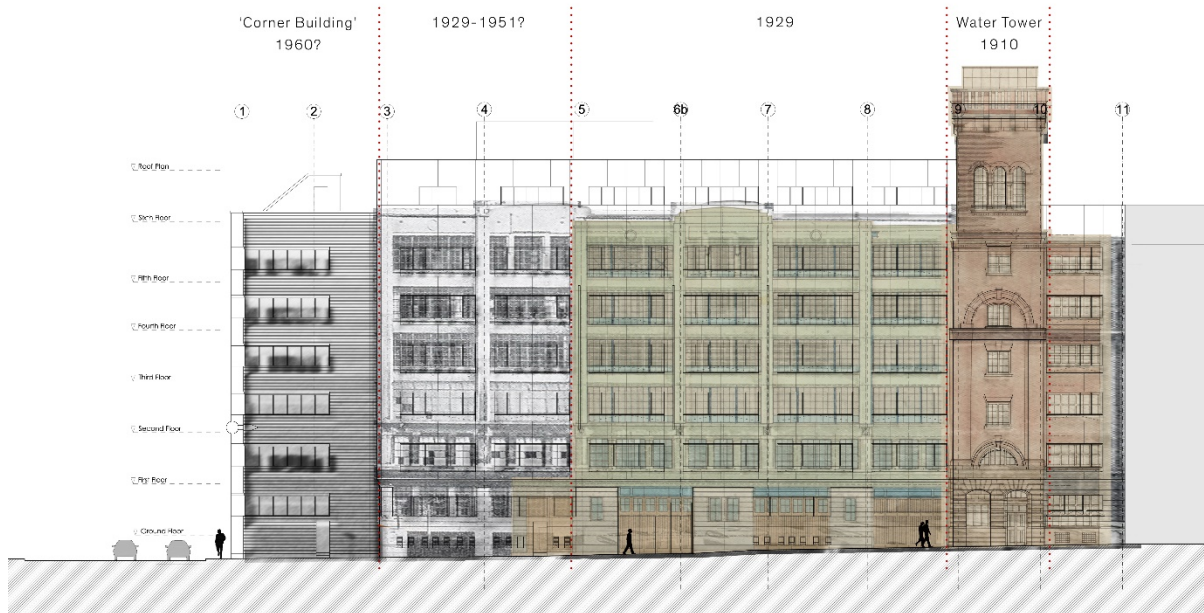 'Corner Building'
1960?
1929-1951?
1929
Water Tower
1910
1
2
3
4
5
6b
7
8
9
10
11
Roof Plan
Sixth Floor
Fifth Floor
Fourth Floor
Third Floor
Second Floor
First Floor
Ground Floor